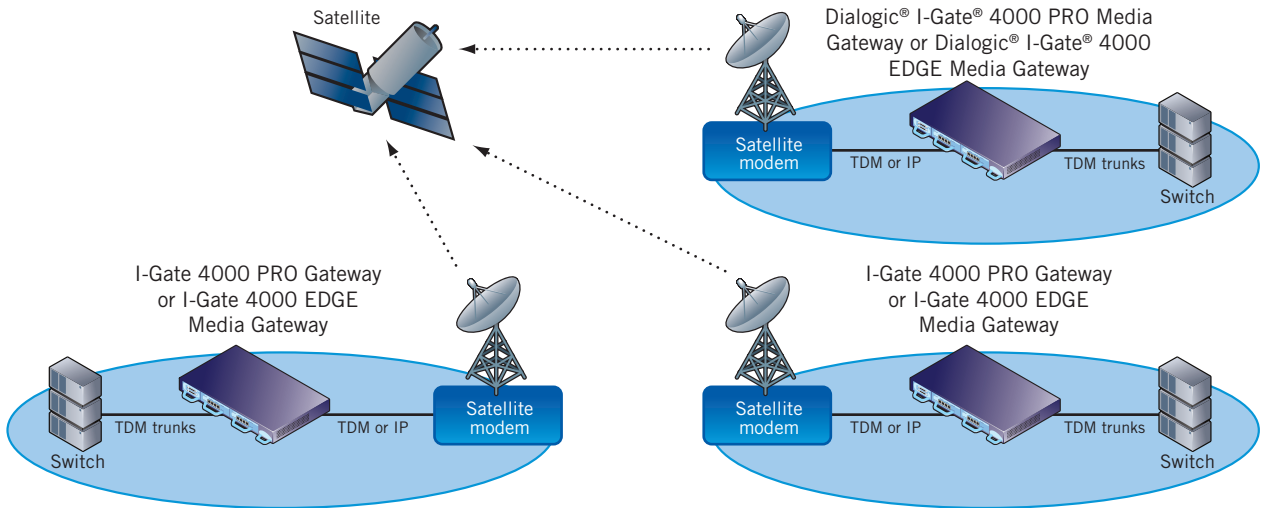 Satellite
Dialogic® I-Gate® 4000 PRO Media
Gateway or Dialogic® I-Gate® 4000
EDGE Media Gateway
Satellite
modem
TDM or IP
TDM trunks
Switch
I-Gate 4000 PRO Gateway
or I-Gate 4000 EDGE
Media Gateway
Switch
TDM trunks
TDM or IP
Satellite
modem
I-Gate 4000 PRO Gateway
or I-Gate 4000 EDGE
Media Gateway
Satellite
modem
TDM or IP
TDM trunks
Switch